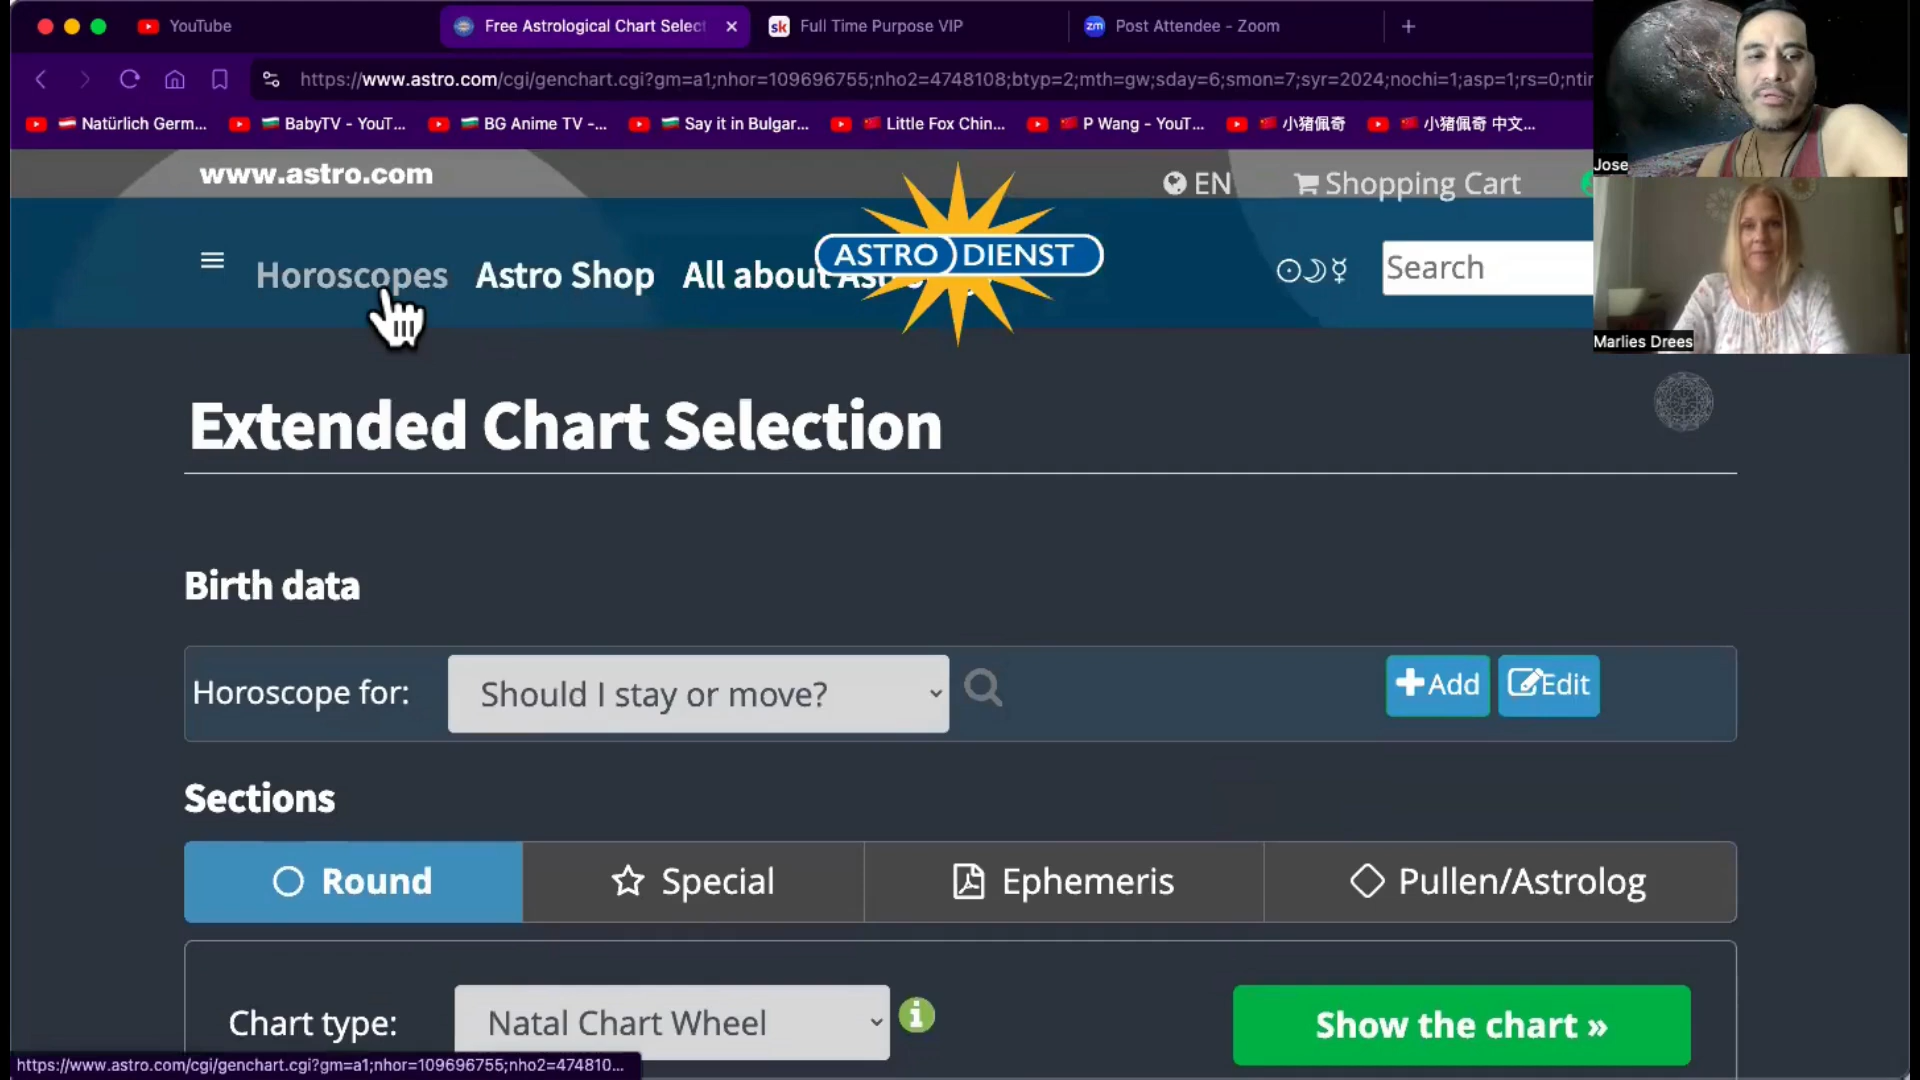 YouTube
Free Astrological Chart Select
sk Full Time Purpose VIP
zm Post Attendee - Zoom
https://www.astro.com/cgi/genchart.cgi?gm=a1;nhor=109696755;nho2=4748108;btyp=2;mth=gw;sday=6;smon=7;syr=2024;nochi=1;asp=1;rs=0;ntir
Natürlich Germ...
BabyTV - YouT...
BG Anime TV -...
Say it in Bulgar...
Little Fox Chin...
P Wang - YouT...
小猪佩奇
小猪佩奇 中文...
Jose
www.astro.com
EN
Shopping Cart
Horoscopes
Astro Shop
All about
ASTRO DIENST
Search
Marlies Drees
Extended Chart Selection
Birth data
Horoscope for:
Should I stay or move?
Add
Edit
Sections
Round
Special
Ephemeris
Pullen/Astrolog
Chart type:
Natal Chart Wheel
Show the chart »
https://www.astro.com/cgi/genchart.cgi?gm=a1;nhor=109696755;nho2=474810...